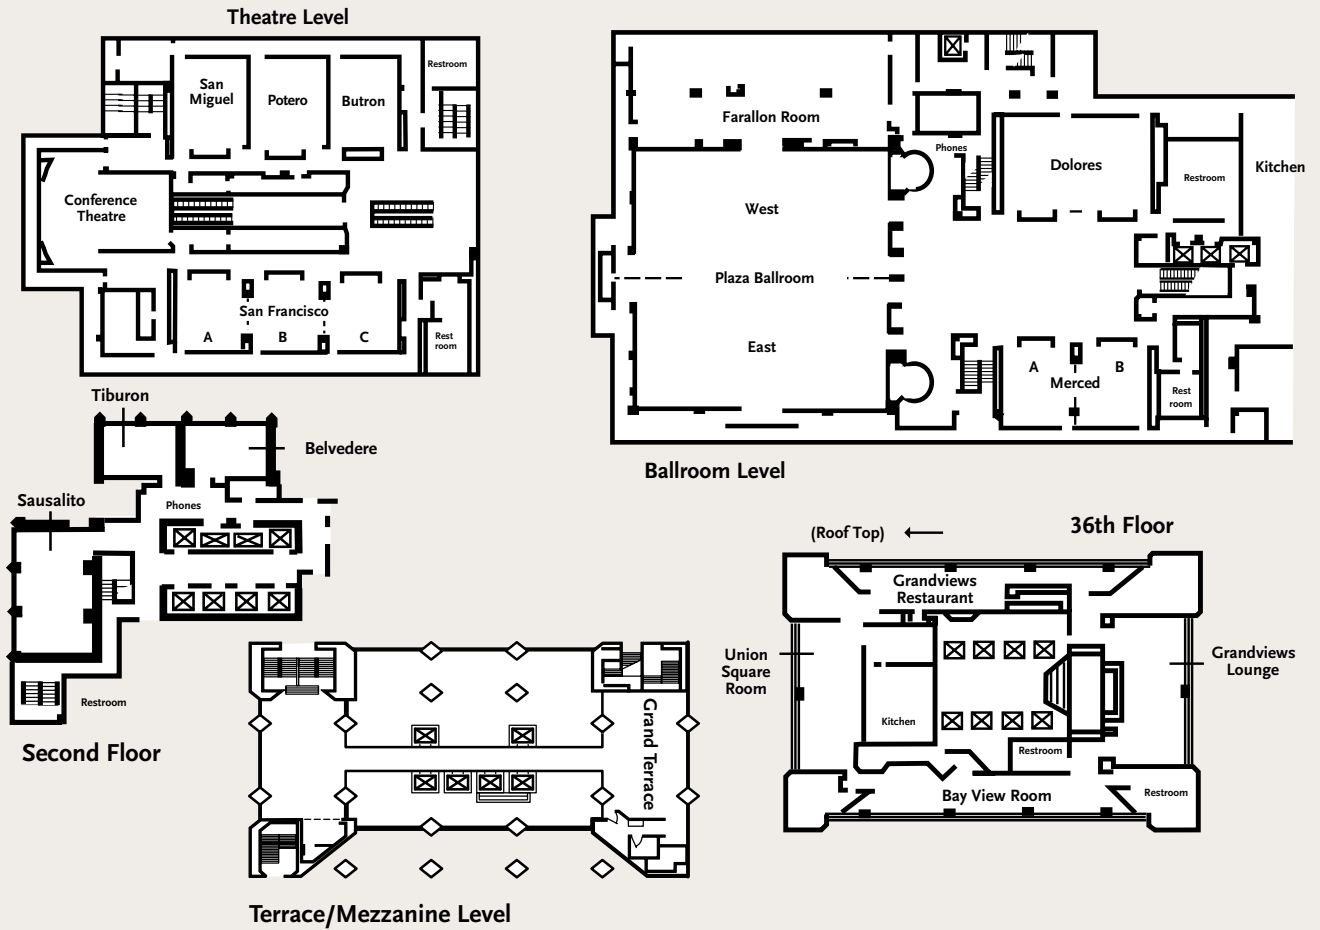 Theatre Level
San
Miguel
Potero
Butron
Restroom
Conference
Theatre
San Francisco
A
B
C
Rest
room
Farallon Room
Phones
Dolores
Restroom
Kitchen
West
Plaza Ballroom
East
A
B
Merced
Rest
room
Ballroom Level
Tiburon
Belvedere
Sausalito
Phones
Restroom
Second Floor
Grand Terrace
Terrace/Mezzanine Level
(Roof Top)
36th Floor
Grandviews
Restaurant
Union
Square
Room
Grandviews
Lounge
Kitchen
Restroom
Bay View Room
Restroom